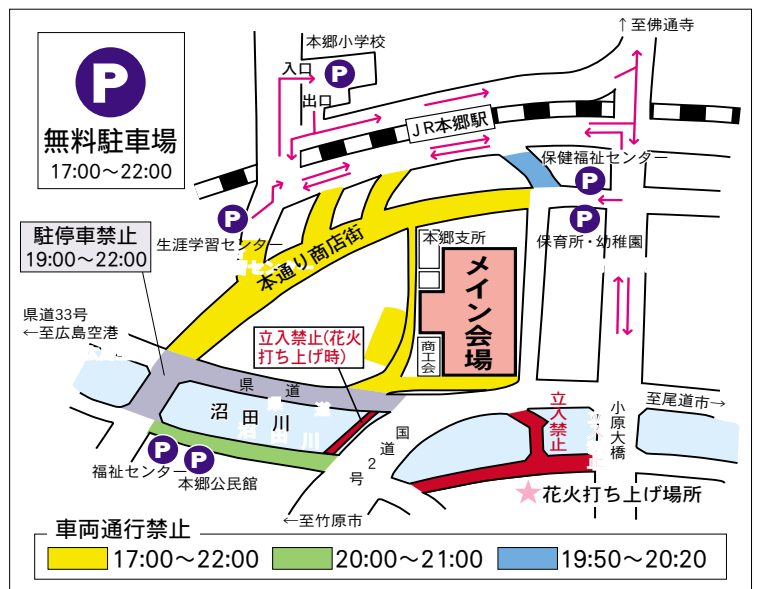 P
無料駐車場
17:00〜22:00
本郷小学校
P
入口
出口
↑至佛通寺
JR本郷駅
保健福祉センター
P
P
保育所・幼稚園
P
生涯学習センター
駐停車禁止
19:00〜22:00
本通り商店街
本郷支所
メイン会場
商工会
県道33号
←至広島空港
立入禁止(花火
打ち上げ時)
県道
沼田川
国道2号
立入禁止
小原大橋
至尾道市→
P
P
福祉センター
本郷公民館
花火打ち上げ場所
←至竹原市
車両通行禁止
17:00〜22:00
20:00〜21:00
19:50〜20:20